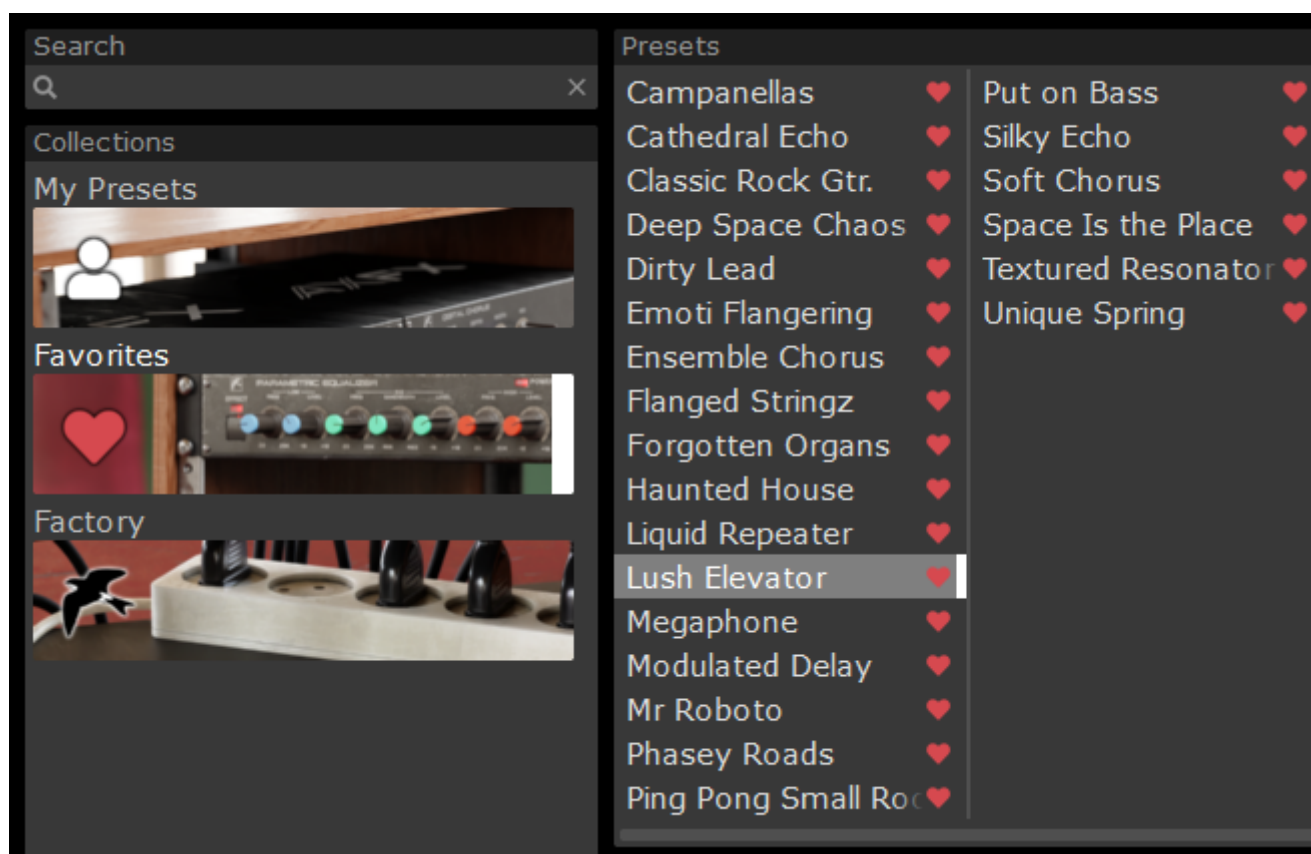 Search
Collections
My Presets
Favorites
PARAMETRIC EQUALIZER
Factory
Presets
Campanellas
Cathedral Echo
Classic Rock Gtr.
Deep Space Chaos
Dirty Lead
Emoti Flangering
Ensemble Chorus
Flanged Stringz
Forgotten Organs
Haunted House
Liquid Repeater
Lush Elevator
Megaphone
Modulated Delay
Mr Roboto
Phasey Roads
Ping Pong Small
Put on Bass
Silky Echo
Soft Chorus
Space Is the Place
Textured Resonator
Unique Spring